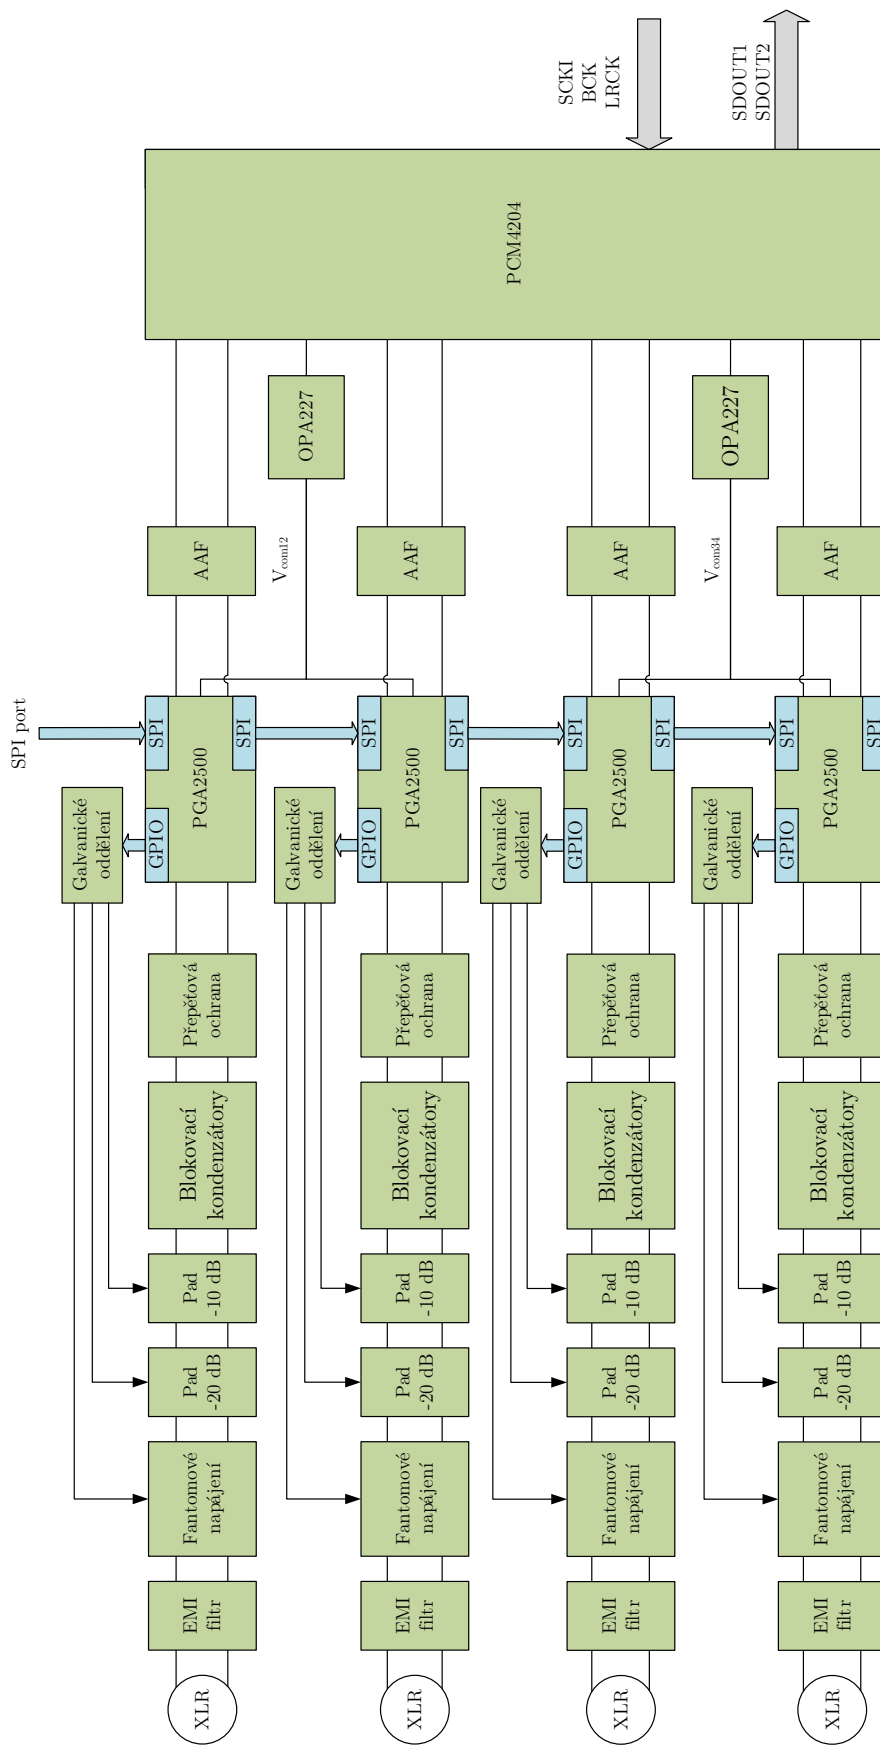 SPI port
XLR
EMI
filtr
Fantomové
napájení
Pad
-20 dB
Pad
-10 dB
Blokovací
kondenzátory
Přepěťová
ochrana
Galvanické
oddělení
GPIO
SPI
PGA2500
SPI
AAF
XLR
EMI
filtr
Fantomové
napájení
Pad
-20 dB
Pad
-10 dB
Blokovací
kondenzátory
Přepěťová
ochrana
Galvanické
oddělení
GPIO
SPI
PGA2500
SPI
AAF
Vcom12
OPA227
XLR
EMI
filtr
Fantomové
napájení
Pad
-20 dB
Pad
-10 dB
Blokovací
kondenzátory
Přepěťová
ochrana
Galvanické
oddělení
GPIO
SPI
PGA2500
SPI
AAF
XLR
EMI
filtr
Fantomové
napájení
Pad
-20 dB
Pad
-10 dB
Blokovací
kondenzátory
Přepěťová
ochrana
Galvanické
oddělení
GPIO
SPI
PGA2500
SPI
AAF
Vcom34
OPA227
PCM4204
SCKI
BCK
LRCK
SDOUT1
SDOUT2